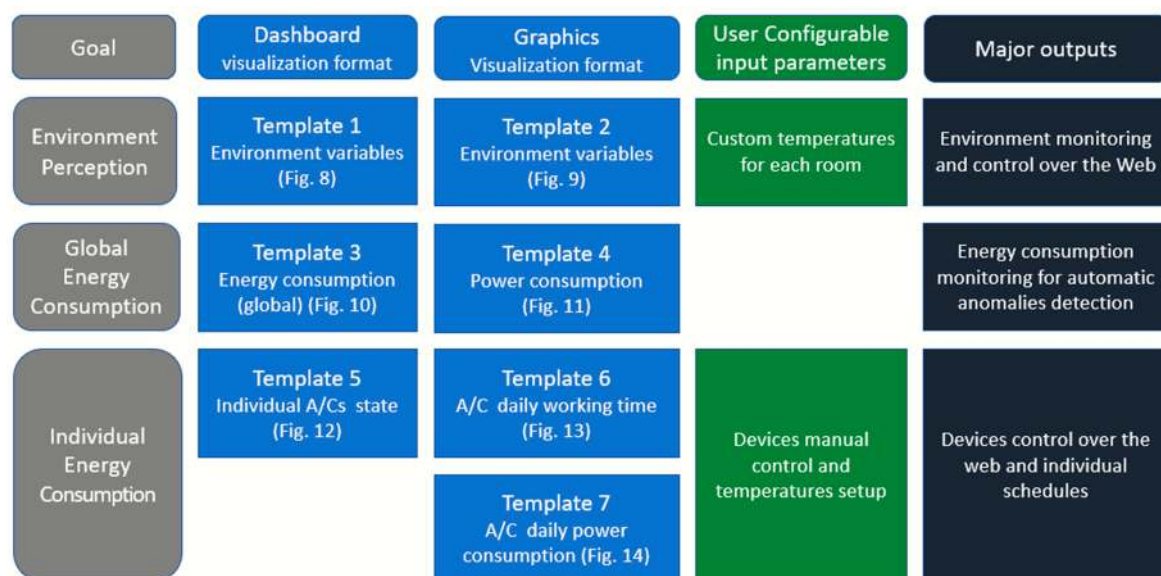 Goal
Dashboard
visualization format
Graphics
Visualization format
User Configurable
input parameters
Major outputs
Environment
Perception
Template 1
Environment variables
(Fig. 8)
Template 2
Environment variables
(Fig. 9)
Custom temperatures
for each room
Environment monitoring
and control over the Web
Global
Energy
Consumption
Template 3
Energy consumption
(global) (Fig. 10)
Template 4
Power consumption
(Fig. 11)
Energy consumption
monitoring for automatic
anomalies detection
Individual
Energy
Consumption
Template 5
Individual A/Cs state
(Fig. 12)
Template 6
A/C daily working time
(Fig. 13)
Template 7
A/C daily power
consumption (Fig. 14)
Devices manual
control and
temperatures setup
Devices control over the
web and individual
schedules